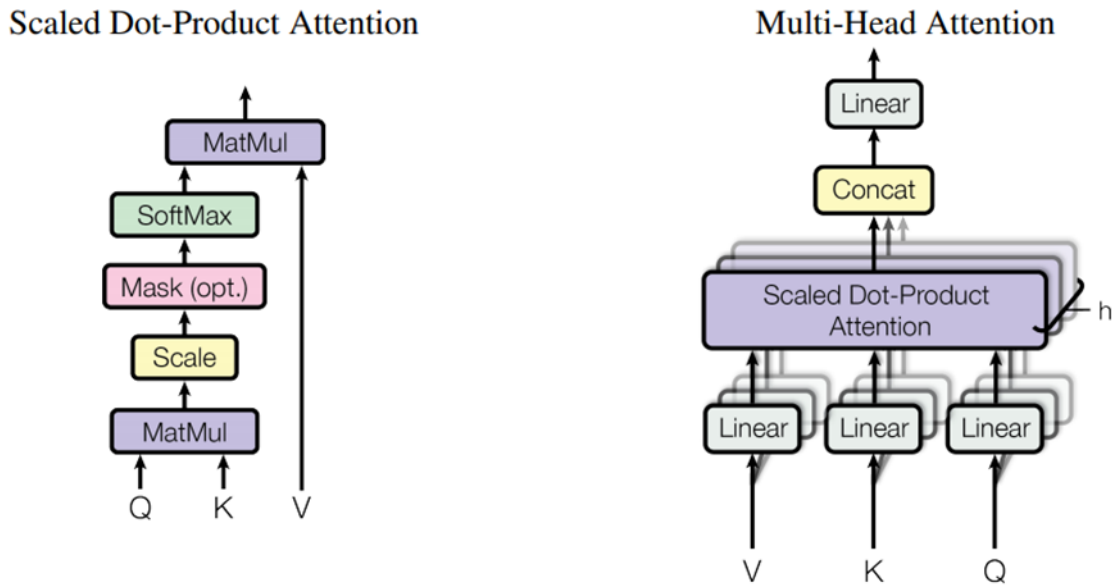 Scaled Dot-Product Attention
MatMul
SoftMax
Mask (opt.)
Scale
MatMul
Q K V
Multi-Head Attention
Linear
Concat
Scaled Dot-Product
Attention
h
Linear Linear Linear
V K Q